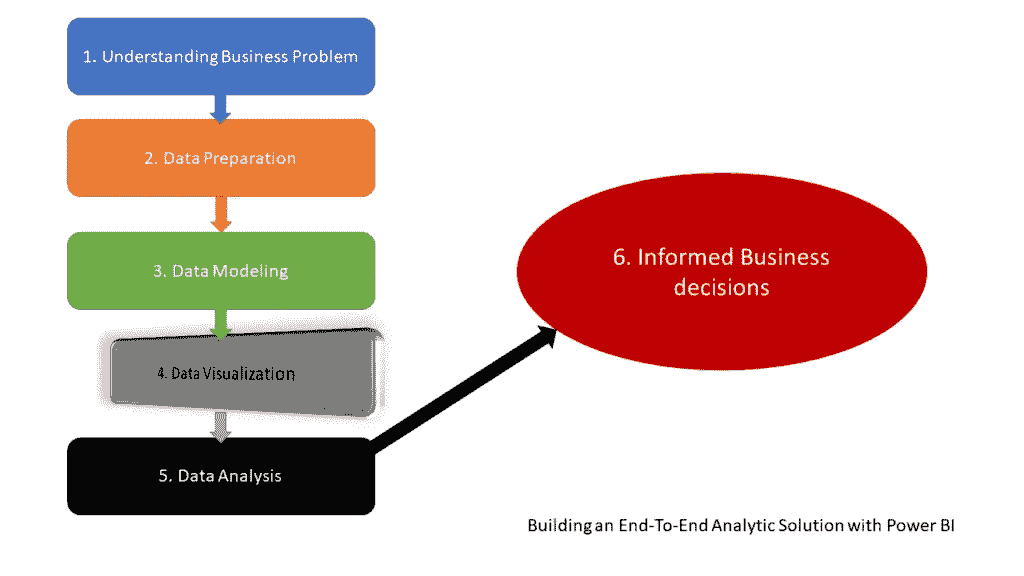 1. Understanding Business Problem
2. Data Preparation
3. Data Modeling
4. Data Visualization
5. Data Analysis
6. Informed Business
decisions
Building an End-To-End Analytic Solution with Power BI